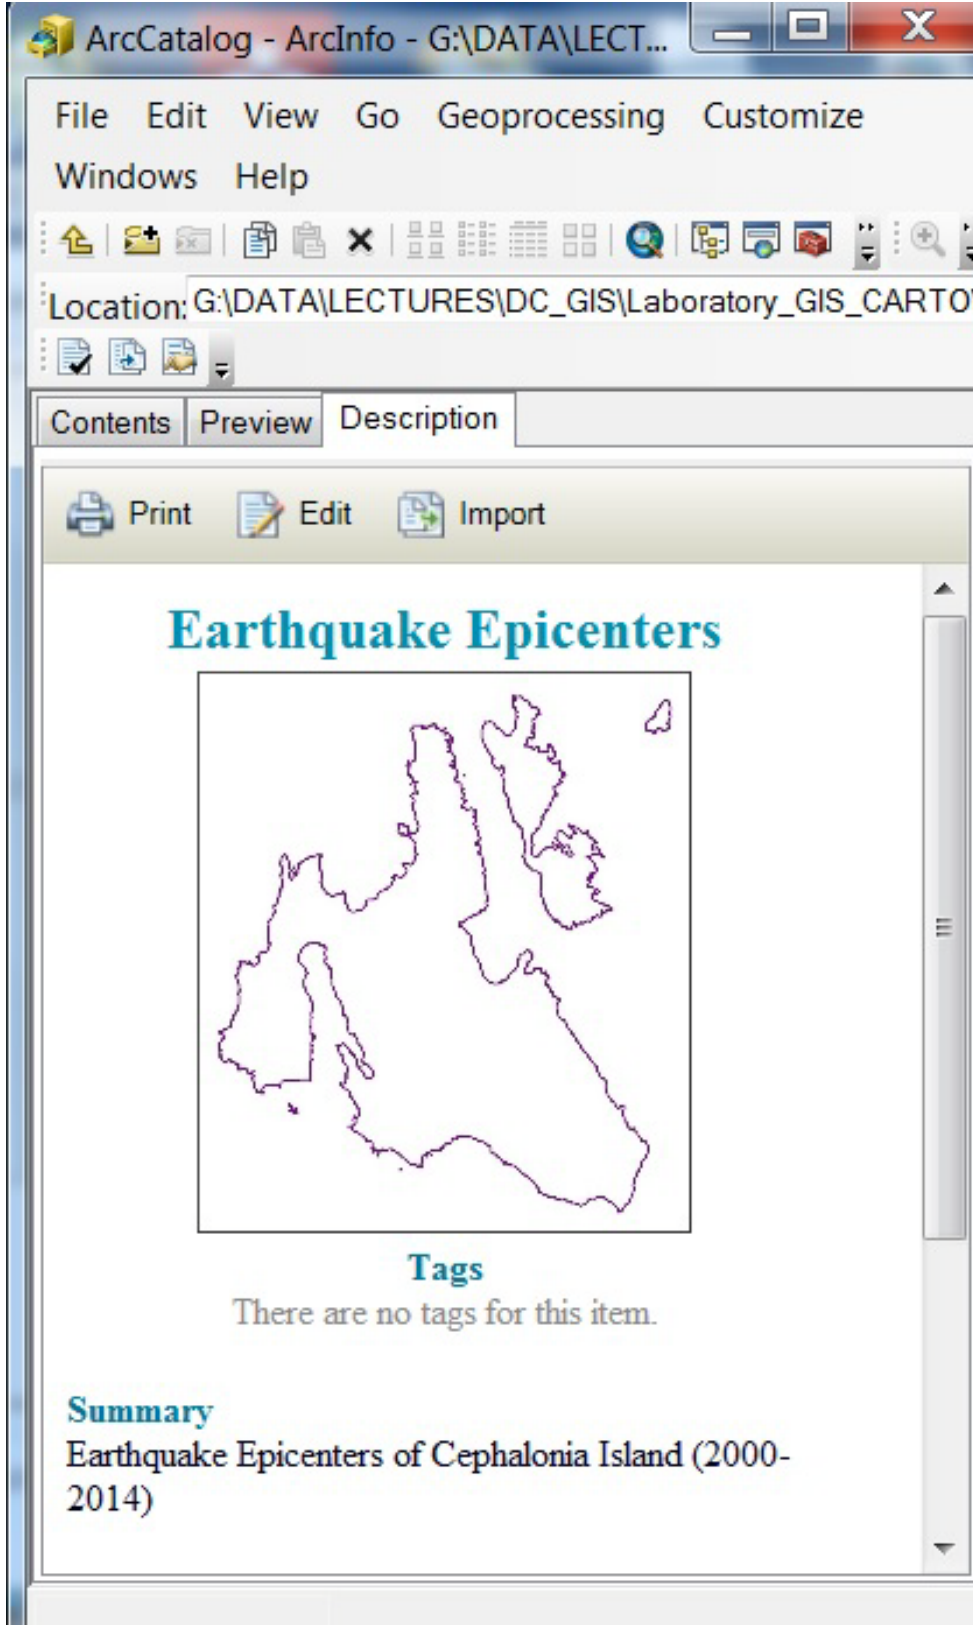 ArcCatalog - ArcInfo - G:\DATA\LECT...
File Edit View Go Geoprocessing Customize
Windows Help
Location: G:\DATA\LECTURES\DC_GIS\Laboratory_GIS_CARTO\
Contents Preview Description
Print Edit Import
Earthquake Epicenters
Tags
There are no tags for this item.
Summary
Earthquake Epicenters of Cephalonia Island (2000-
2014)